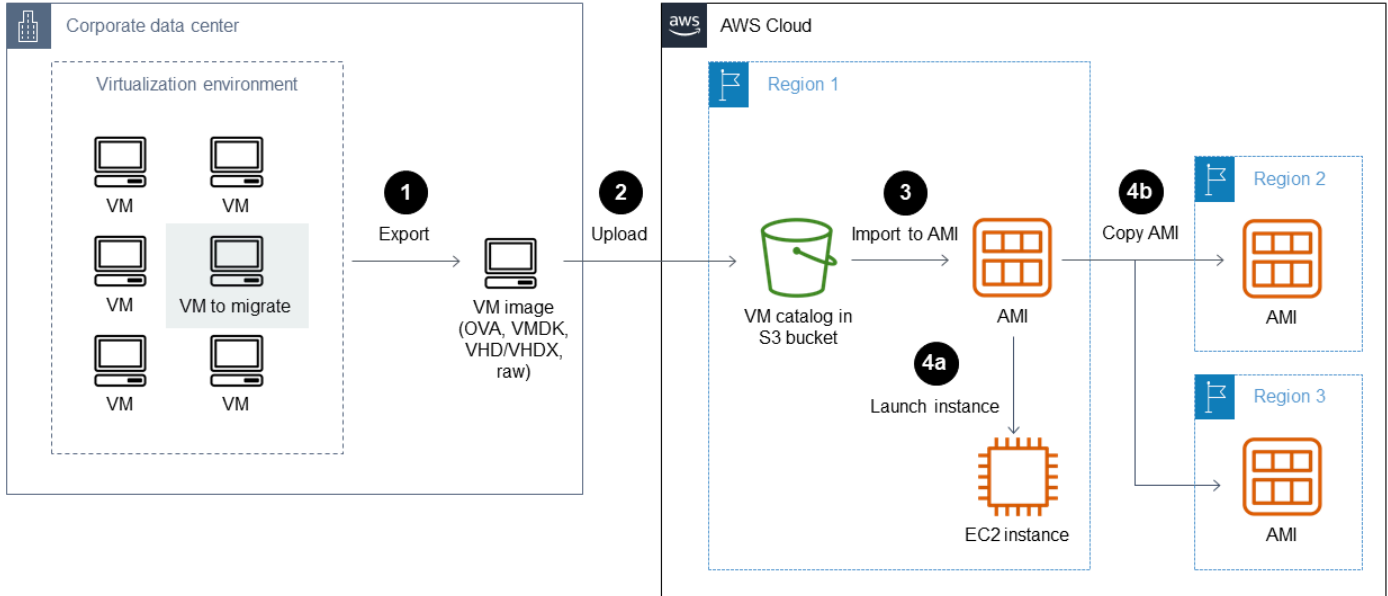 Corporate data center
aws
AWS Cloud
Virtualization environment
Region 1
VM
VM
1
Export
2
Upload
3
Import to AMI
4b
Copy AMI
Region 2
VM
VM to migrate
VM image
(OVA, VMDK,
VHD/VHDX,
raw)
VM catalog in
S3 bucket
AMI
AMI
VM
VM
4a
Launch instance
EC2 instance
Region 3
AMI